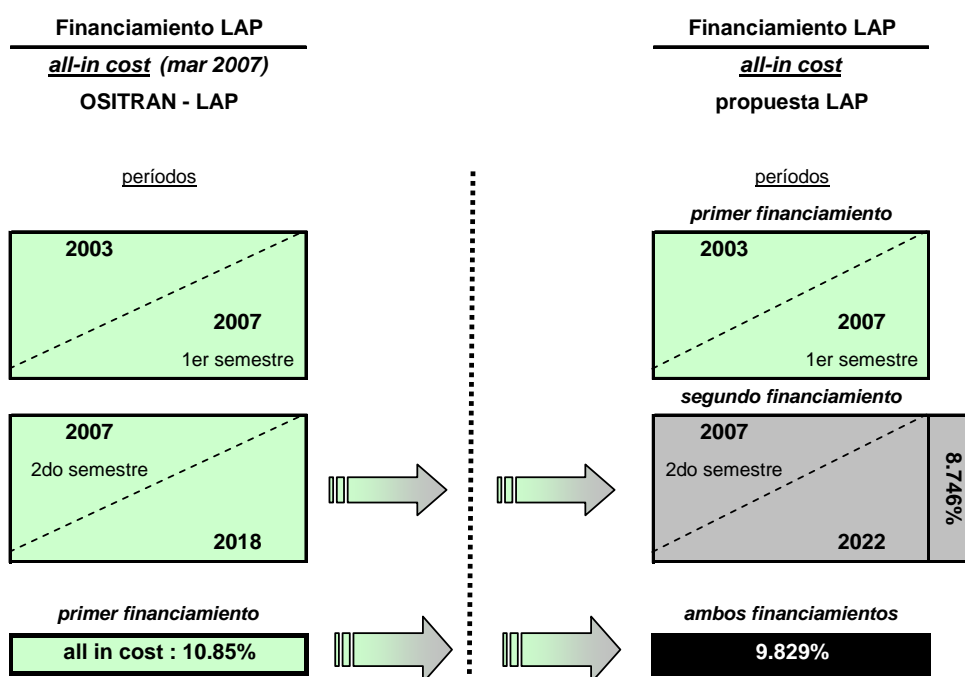 Financiamiento LAP
all-in cost (mar 2007)
OSITRAN - LAP
períodos
2003
2007
1er semestre
2007
2do semestre
2018
primer financiamiento
all in cost : 10.85%
Financiamiento LAP
all-in cost
propuesta LAP
períodos
primer financiamiento
2003
2007
1er semestre
segundo financiamiento
2007
2do semestre
2022
8.746%
ambos financiamientos
9.829%